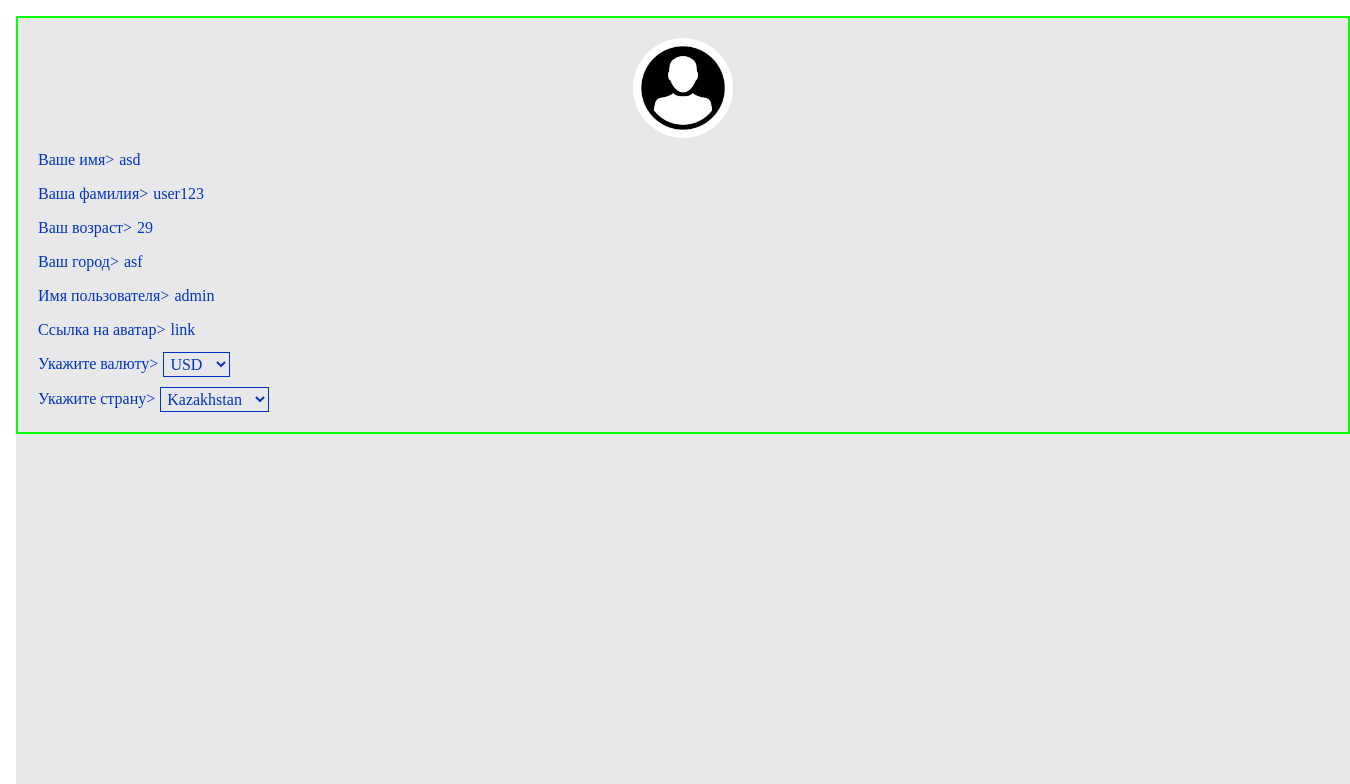 Ваше имя> asd
Ваша фамилия> user123
Ваш возраст> 29
Ваш город> asf
Имя пользователя> admin
Ссылка на аватар> link
Укажите валюту> USD
Укажите страну> Kazakhstan